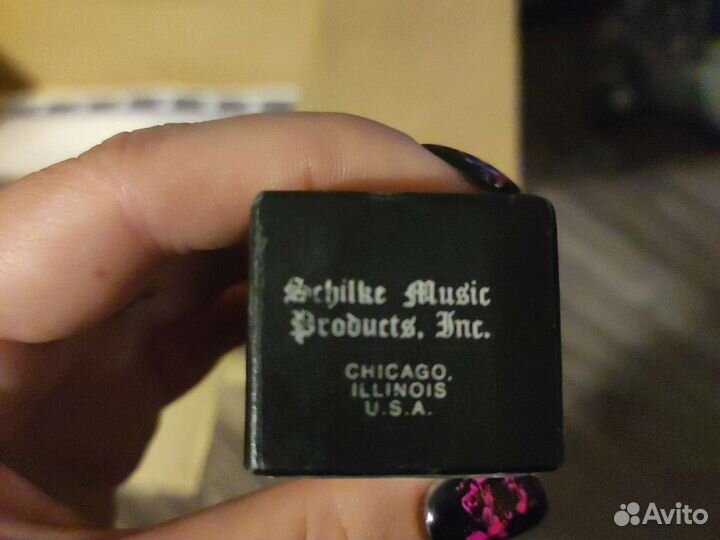 Schilke Music
Products, Inc.
CHICAGO,
ILLINOIS
U.S.A.
Avito